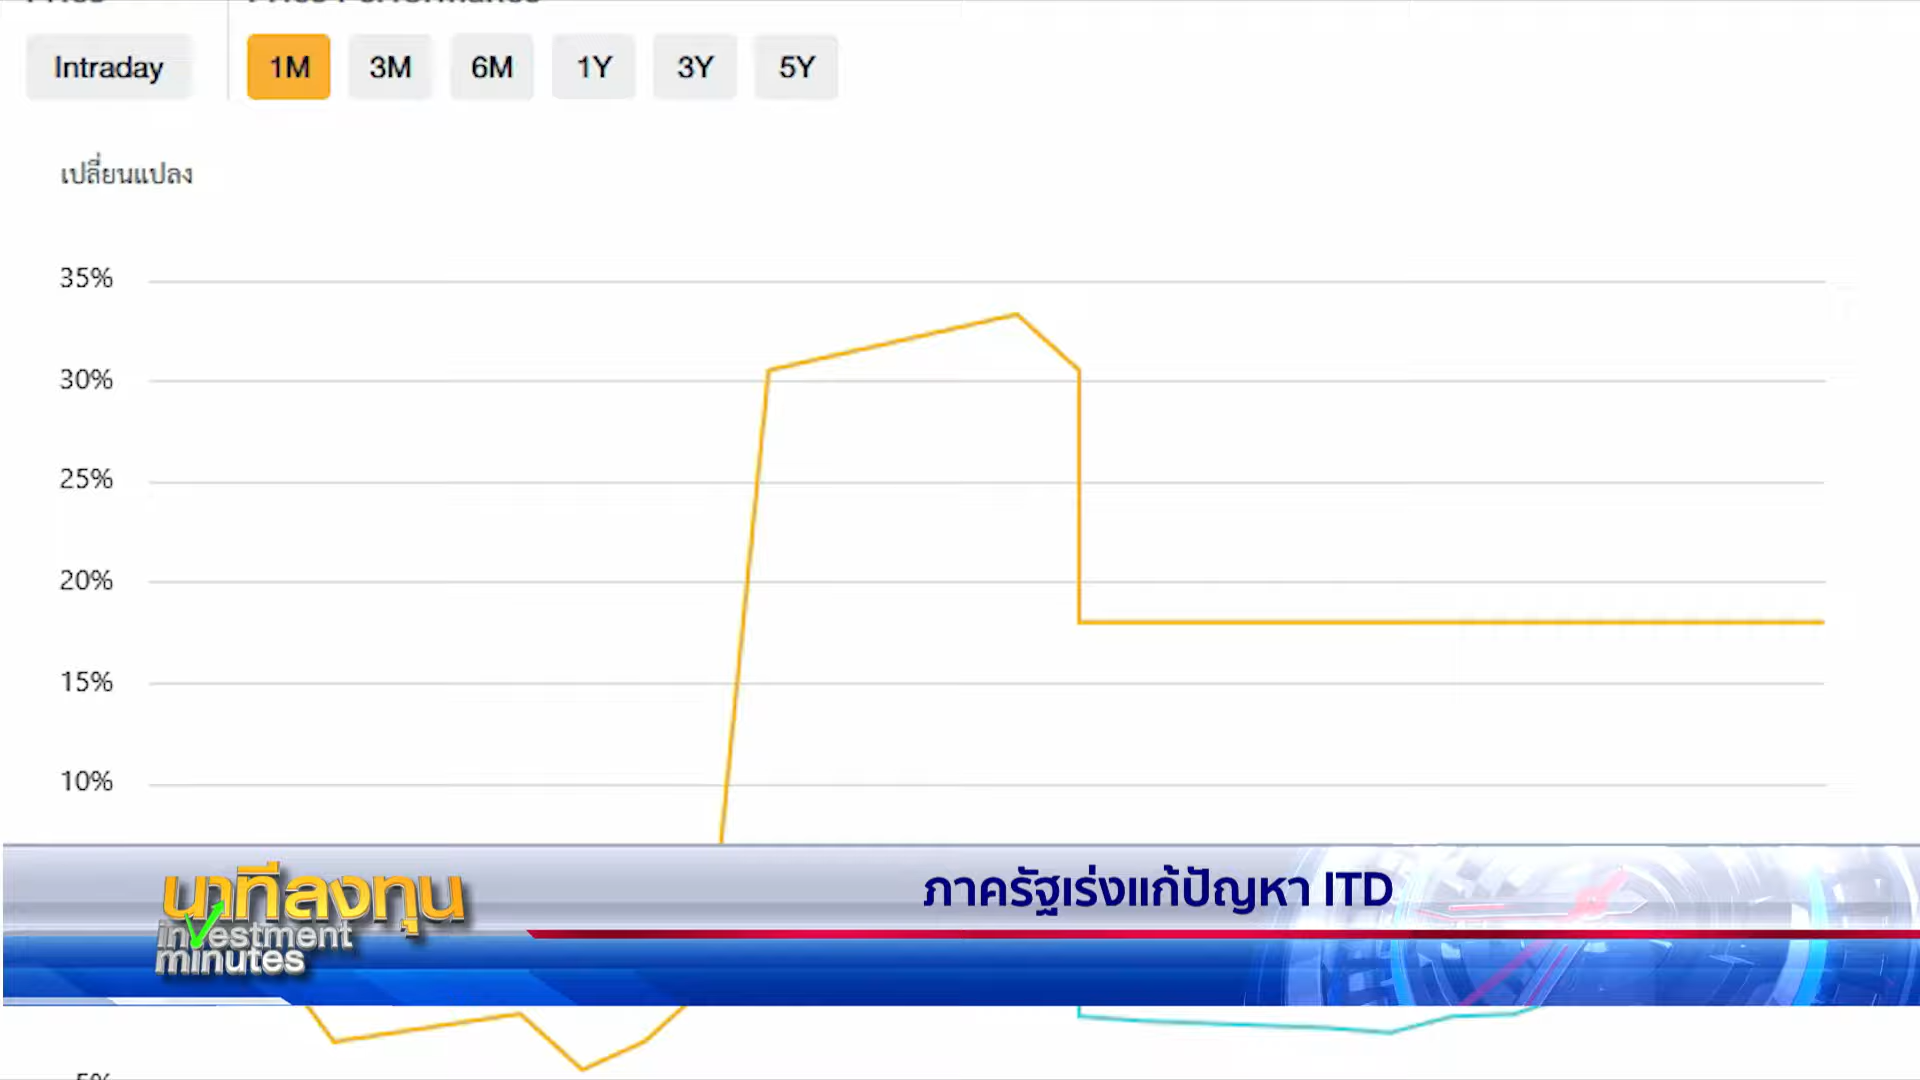 Intraday
1M
3M
6M
1Y
3Y
5Y
เปลี่ยนแปลง
35%
30%
25%
20%
15%
10%
นาทีลงทุน
investment
minutes
ภาครัฐเร่งแก้ปัญหา ITD